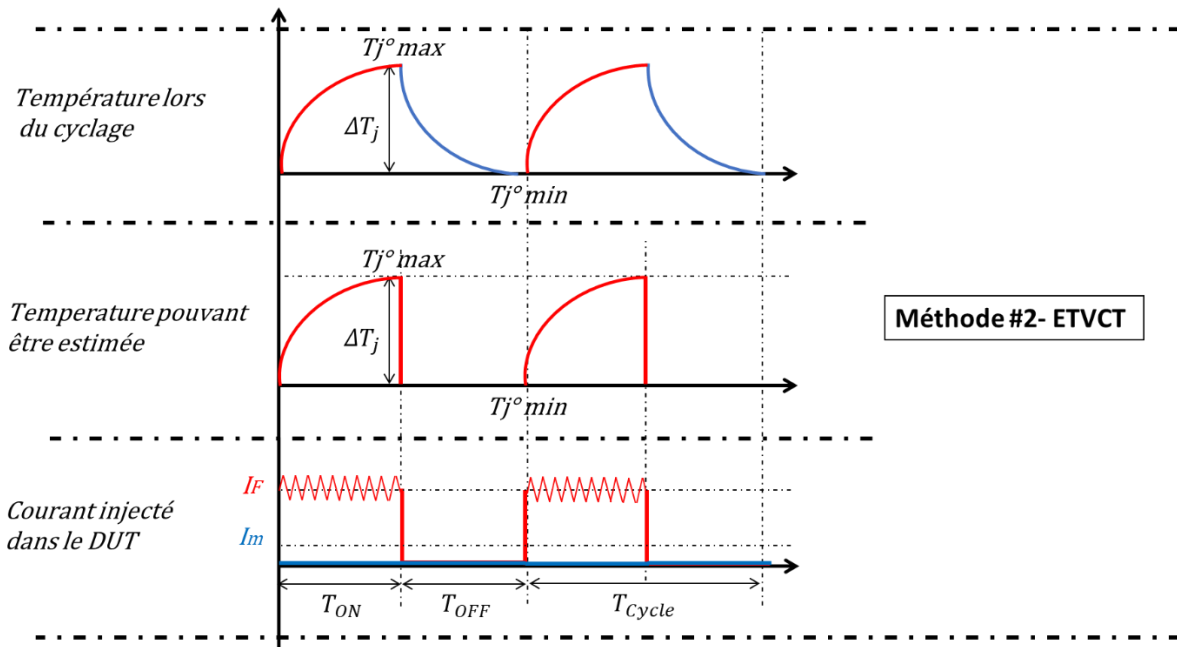 Tj° max
Température lors
du cyclage
ΔTj
Tj° min
Tj° max
Temperature pouvant
être estimée
ΔTj
Méthode #2- ETVCT
Tj° min
IF
Courant injecté
dans le DUT
Im
TON
TOFF
TCycle